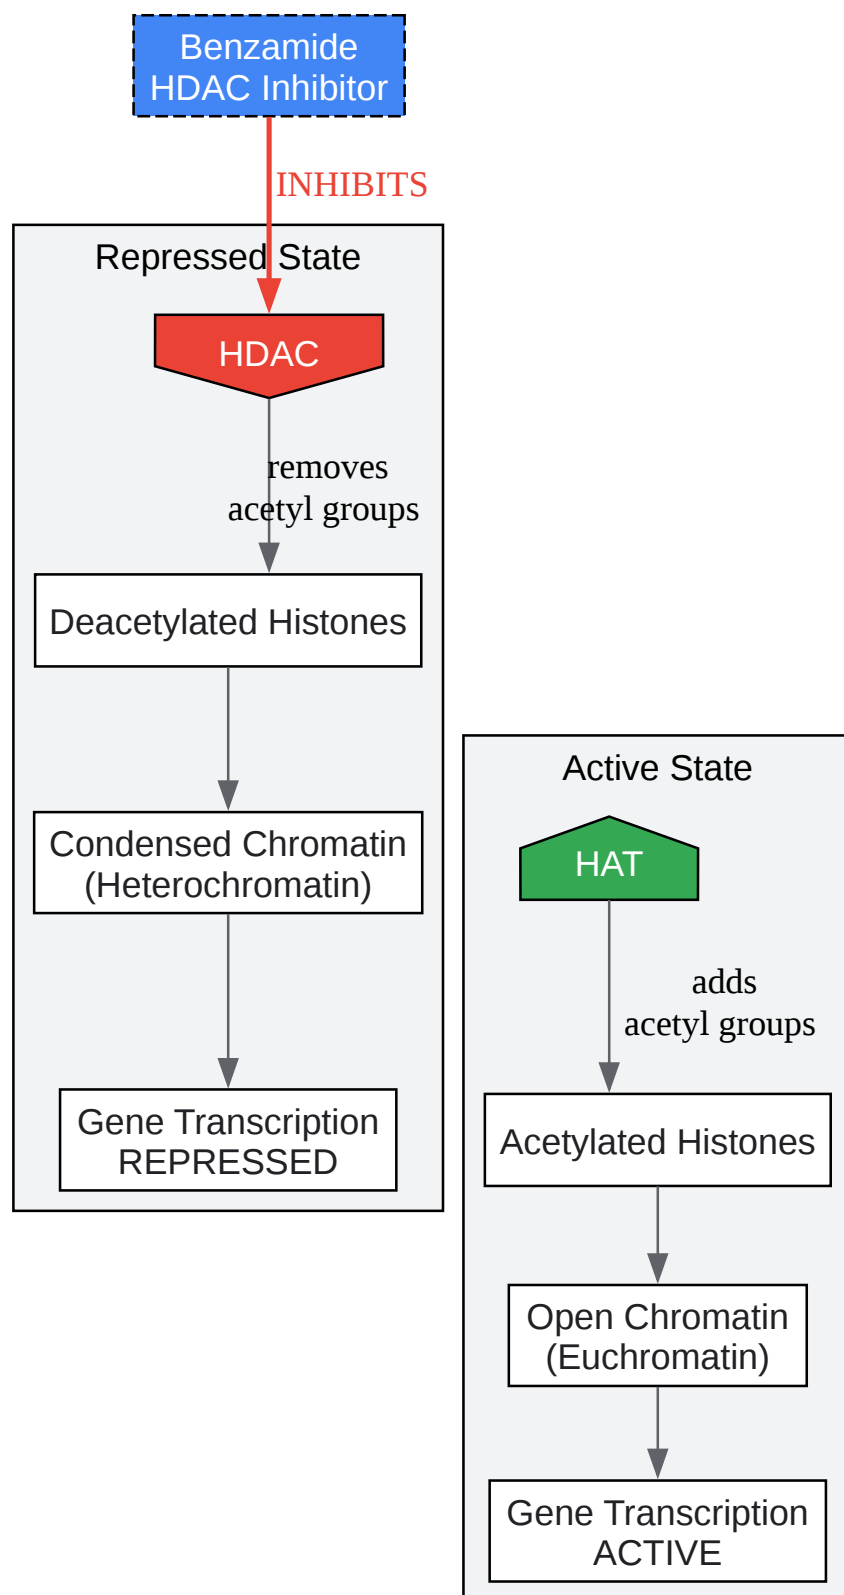 Benzamide
HDAC Inhibitor
INHIBITS
Repressed State
HDAC
removes
acetyl groups
Deacetylated Histones
Condensed Chromatin
(Heterochromatin)
Gene Transcription
REPRESSED
Active State
HAT
adds
acetyl groups
Acetylated Histones
Open Chromatin
(Euchromatin)
Gene Transcription
ACTIVE